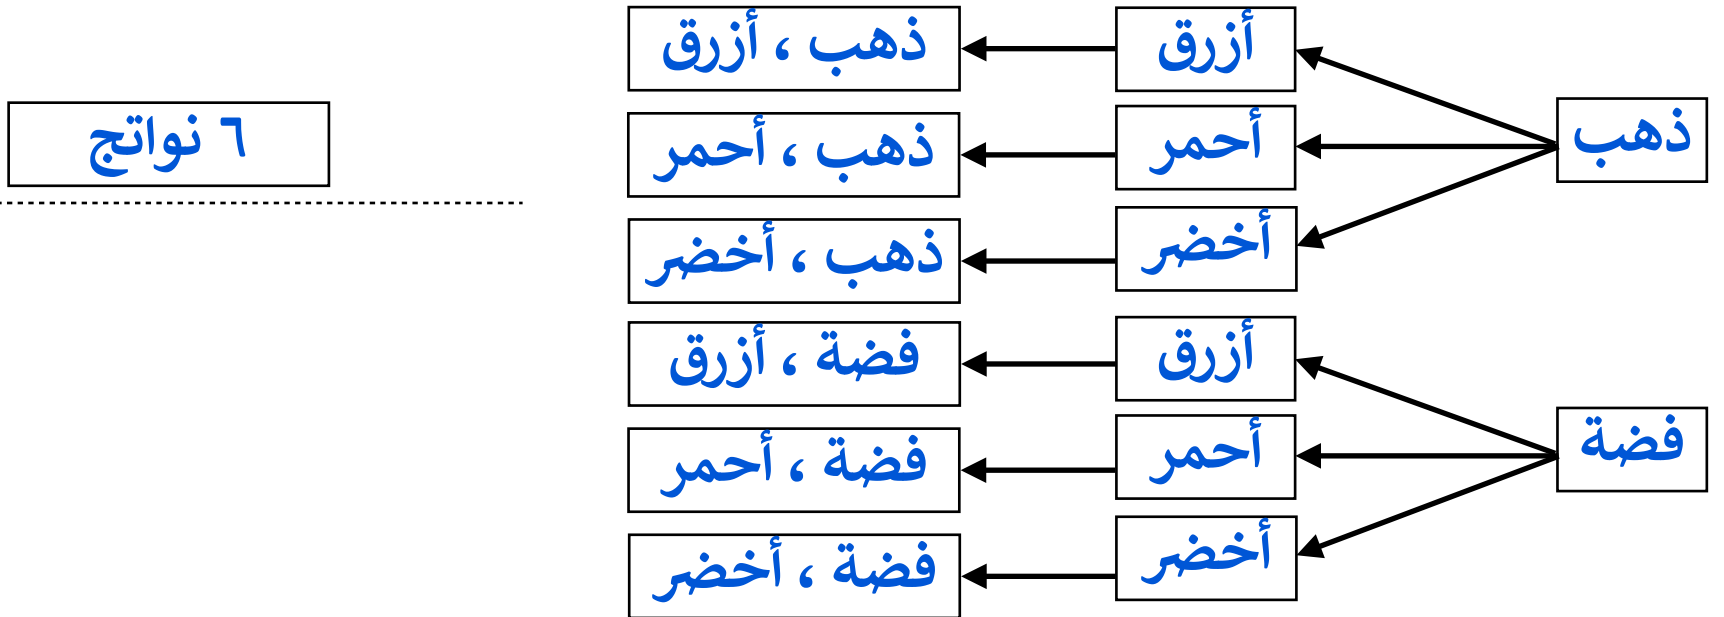 ذهب
أزرق
ذهب ، أزرق
أحمر
ذهب ، أحمر
أخضر
ذهب ، أخضر
فضة
أزرق
فضة ، أزرق
أحمر
فضة ، أحمر
أخضر
فضة ، أخضر
٦ نواتج